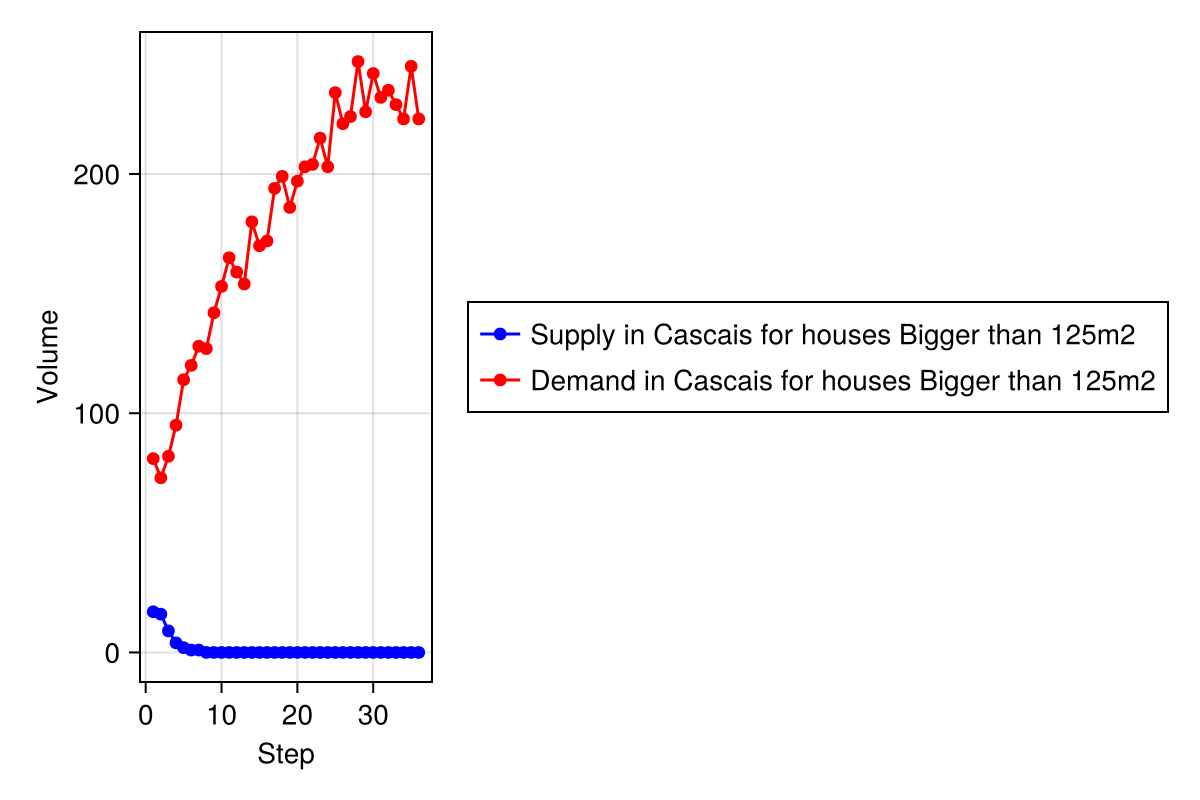 Volume
200
100
0
0 10 20 30
Step
Supply in Cascais for houses Bigger than 125m2
Demand in Cascais for houses Bigger than 125m2